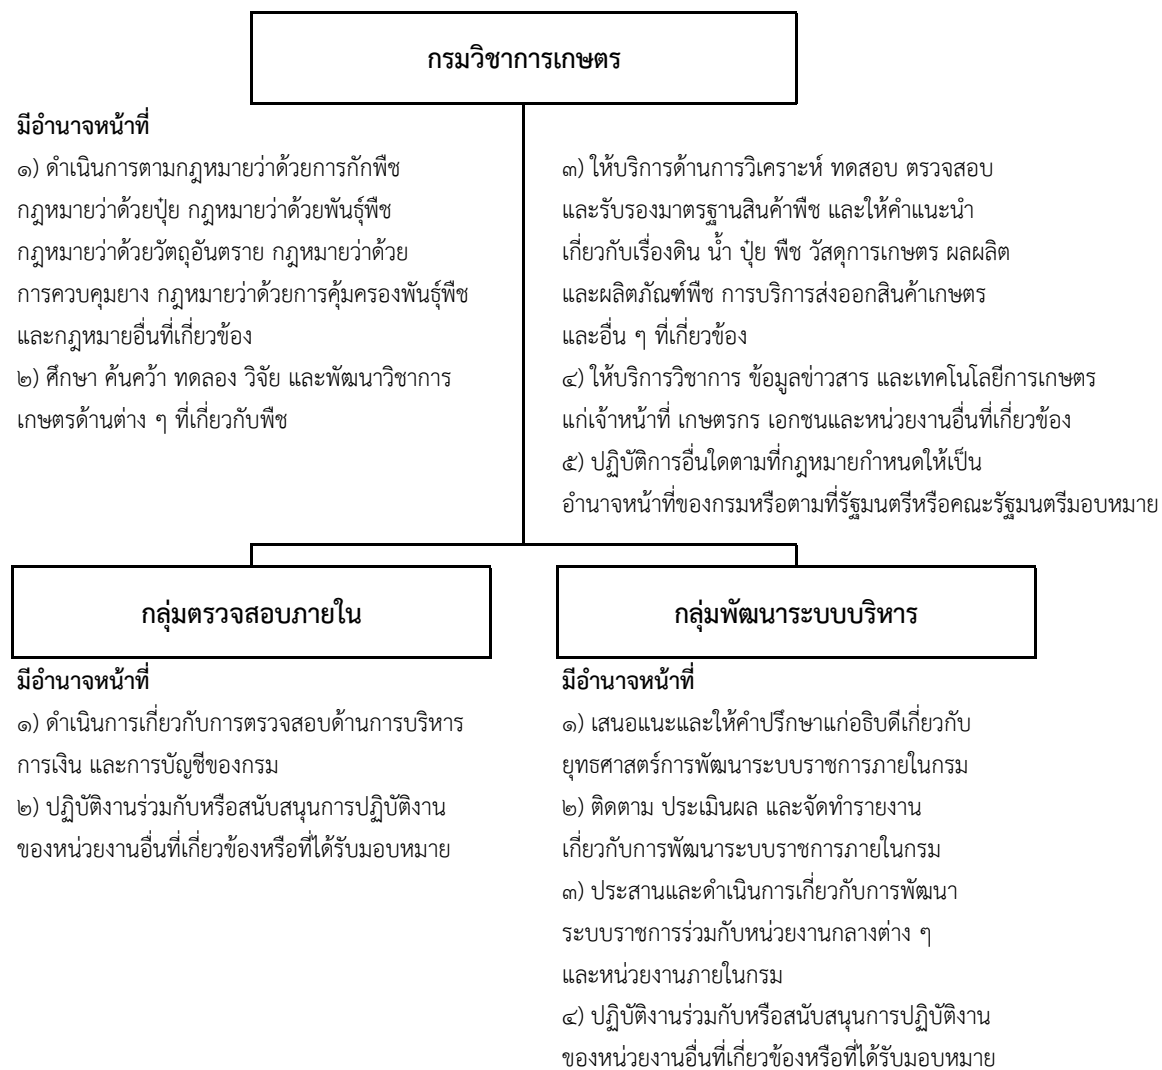 กรมวิชาการเกษตร
มีอำนาจหน้าที่
๑) ดำเนินการตามกฎหมายว่าด้วยการกักพืช
กฎหมายว่าด้วยปุ๋ย กฎหมายว่าด้วยพันธุ์พืช
กฎหมายว่าด้วยวัตถุอันตราย กฎหมายว่าด้วย
การควบคุมยาง กฎหมายว่าด้วยการคุ้มครองพันธุ์พืช
และกฎหมายอื่นที่เกี่ยวข้อง
๒) ศึกษา ค้นคว้า ทดลอง วิจัย และพัฒนาวิชาการ
เกษตรด้านต่าง ๆ ที่เกี่ยวกับพืช
๓) ให้บริการด้านการวิเคราะห์ ทดสอบ ตรวจสอบ
และรับรองมาตรฐานสินค้าพืช และให้คำแนะนำ
เกี่ยวกับเรื่องดิน น้ำ ปุ๋ย พืช วัสดุการเกษตร ผลผลิต
และผลิตภัณฑ์พืช การบริการส่งออกสินค้าเกษตร
และอื่น ๆ ที่เกี่ยวข้อง
๔) ให้บริการวิชาการ ข้อมูลข่าวสาร และเทคโนโลยีการเกษตร
แก่เจ้าหน้าที่ เกษตรกร เอกชนและหน่วยงานอื่นที่เกี่ยวข้อง
๕) ปฏิบัติการอื่นใดตามที่กฎหมายกำหนดให้เป็น
อำนาจหน้าที่ของกรมหรือตามที่รัฐมนตรีหรือคณะรัฐมนตรีมอบหมาย
กลุ่มตรวจสอบภายใน
มีอำนาจหน้าที่
๑) ดำเนินการเกี่ยวกับการตรวจสอบด้านการบริหาร
การเงิน และการบัญชีของกรม
๒) ปฏิบัติงานร่วมกับหรือสนับสนุนการปฏิบัติงาน
ของหน่วยงานอื่นที่เกี่ยวข้องหรือที่ได้รับมอบหมาย
กลุ่มพัฒนาระบบบริหาร
มีอำนาจหน้าที่
๑) เสนอแนะและให้คำปรึกษาแก่อธิบดีเกี่ยวกับ
ยุทธศาสตร์การพัฒนาระบบราชการภายในกรม
๒) ติดตาม ประเมินผล และจัดทำรายงาน
เกี่ยวกับการพัฒนาระบบราชการภายในกรม
๓) ประสานและดำเนินการเกี่ยวกับการพัฒนา
ระบบราชการร่วมกับหน่วยงานกลางต่าง ๆ
และหน่วยงานภายในกรม
๔) ปฏิบัติงานร่วมกับหรือสนับสนุนการปฏิบัติงาน
ของหน่วยงานอื่นที่เกี่ยวข้องหรือที่ได้รับมอบหมาย